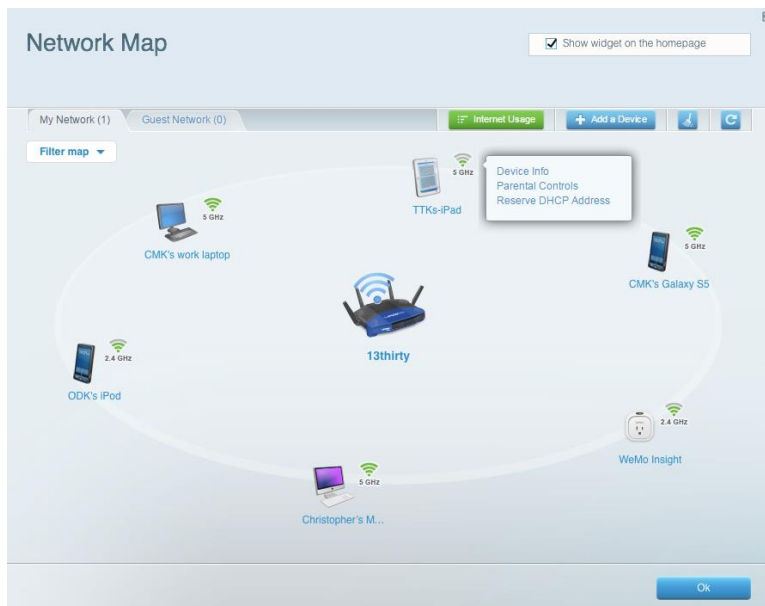 Network Map
Show widget on the homepage
My Network (1)
Guest Network (0)
Internet Usage
Add a Device
Filter map
5 GHz
TTKs-iPad
Device Info
Parental Controls
Reserve DHCP Address
5 GHz
CMK's work laptop
5 GHz
CMK's Galaxy S5
13thirty
2.4 GHz
ODK's iPod
2.4 GHz
WeMo Insight
5 GHz
Christopher's M...
Ok